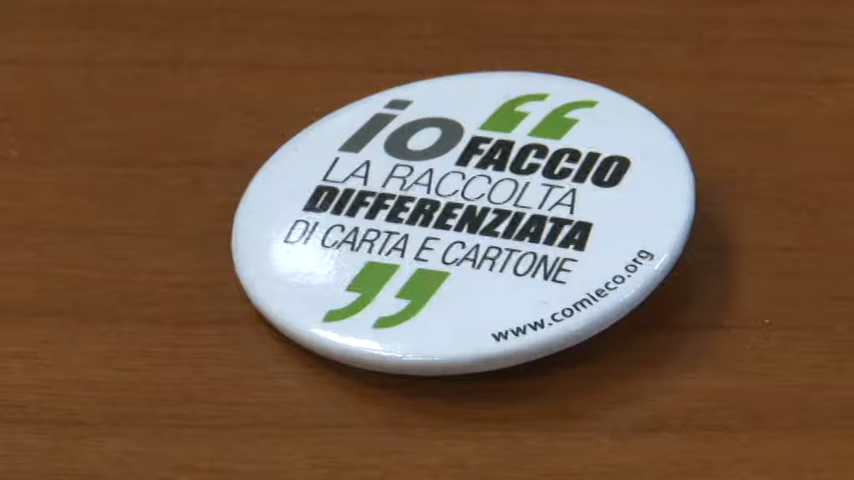 io “ FACCIO
LA RACCOLTA
DIFFERENZIATA
DI CARTA E CARTONE
”
www.comieco.org